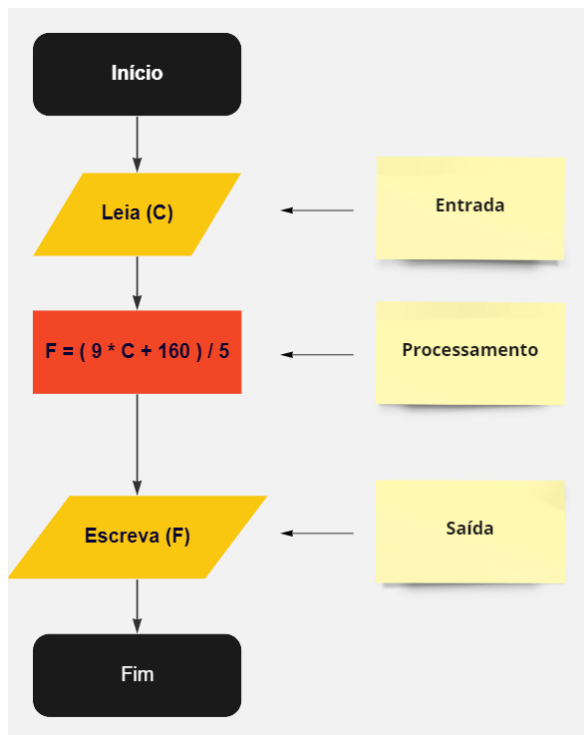 Início
Leia (C)
Entrada
F = ( 9 * C + 160 ) / 5
Processamento
Escreva (F)
Saída
Fim